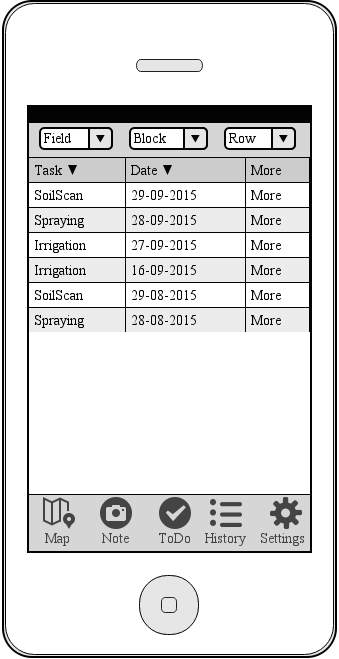 Field Block Row
Task Date More
SoilScan 29-09-2015 More
Spraying 28-09-2015 More
Irrigation 27-09-2015 More
Irrigation 16-09-2015 More
SoilScan 29-08-2015 More
Spraying 28-08-2015 More
Map Note ToDo History Settings